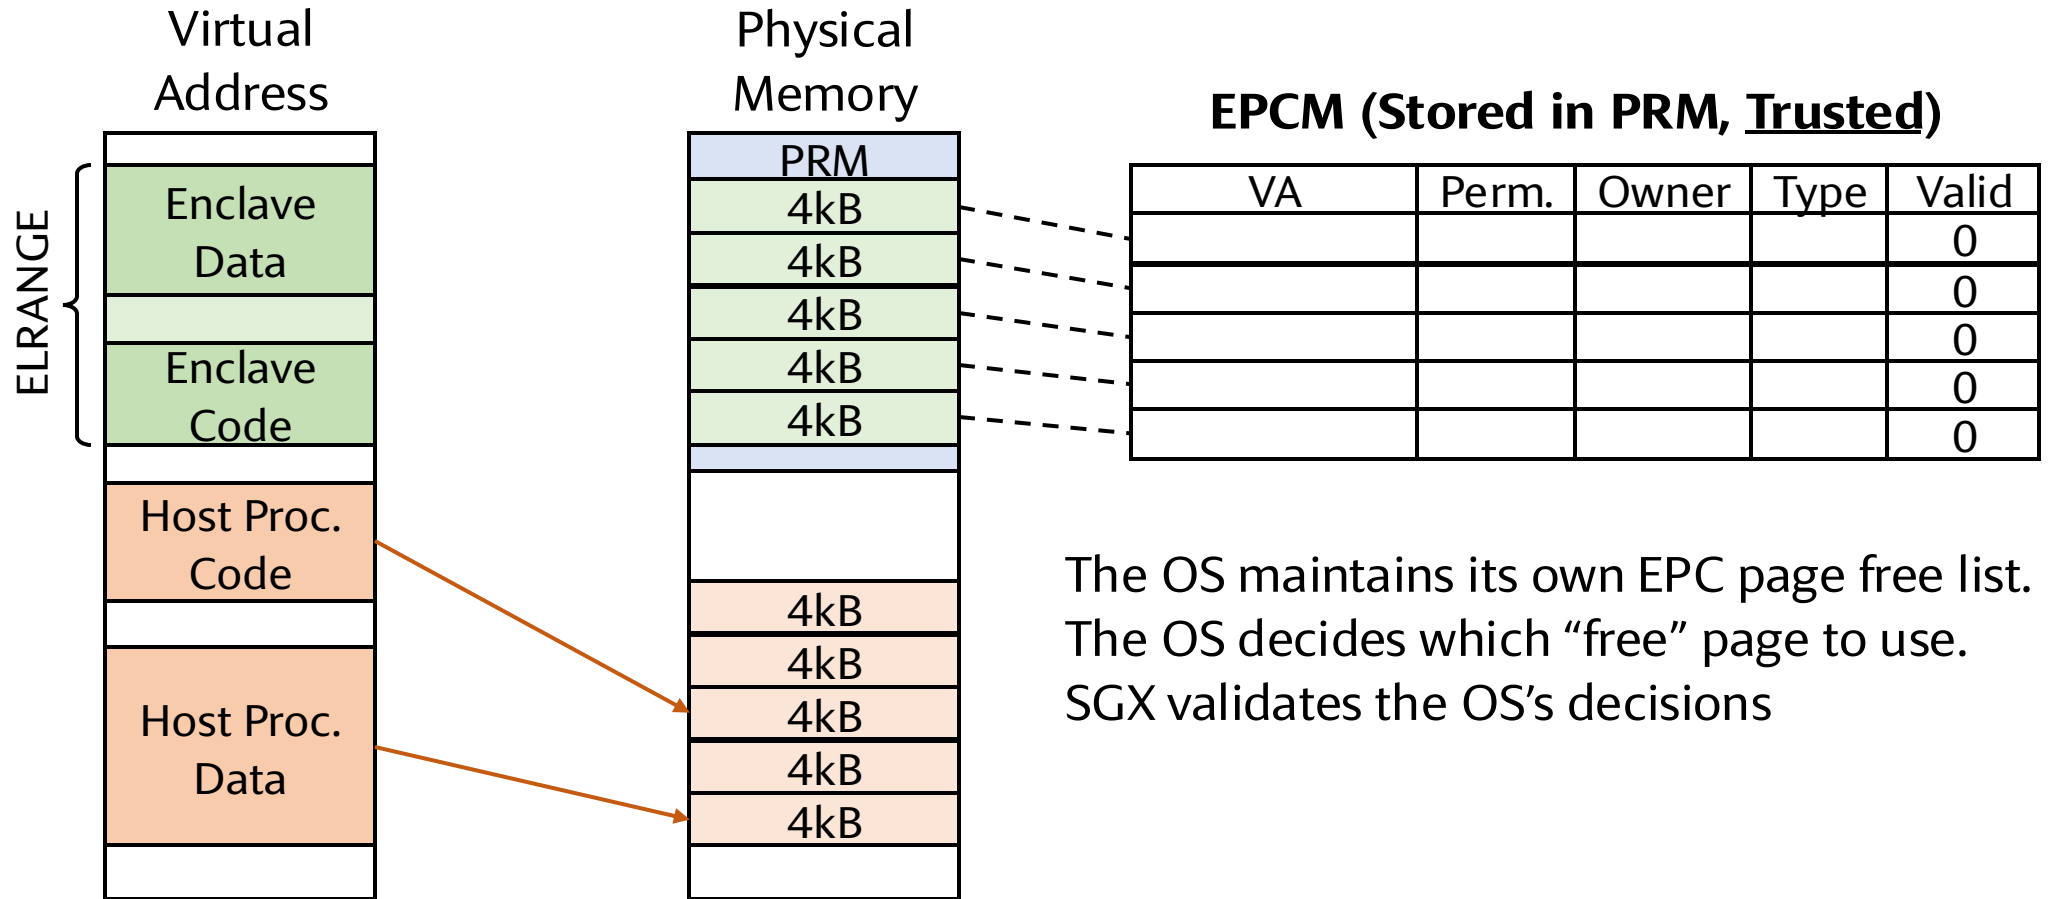 Virtual
Address
ELRANGE
Enclave
Data
Enclave
Code
Host Proc.
Code
Host Proc.
Data
Physical
Memory
PRM
4kB
4kB
4kB
4kB
4kB
4kB
4kB
4kB
4kB
4kB
EPCM (Stored in PRM, Trusted)
VA Perm. Owner Type Valid
0
0
0
0
0
The OS maintains its own EPC page free list.
The OS decides which “free” page to use.
SGX validates the OS’s decisions